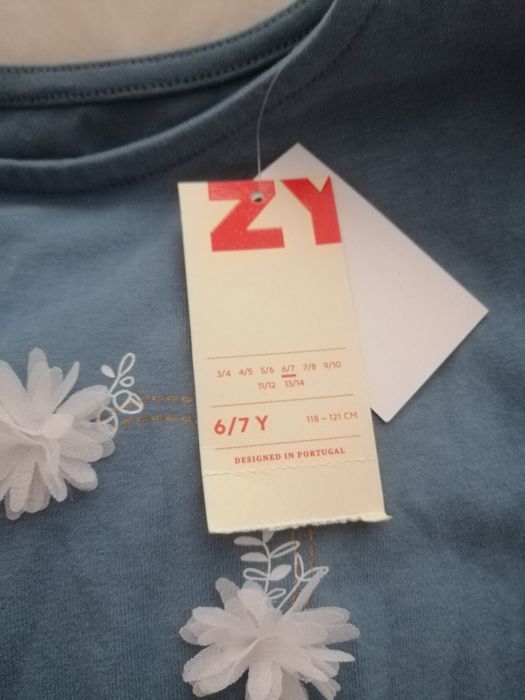 ZY
3/4 4/5 5/6 6/7 7/8 9/10
11/12 13/14
6/7 Y 118 – 121 CM
DESIGNED IN PORTUGAL